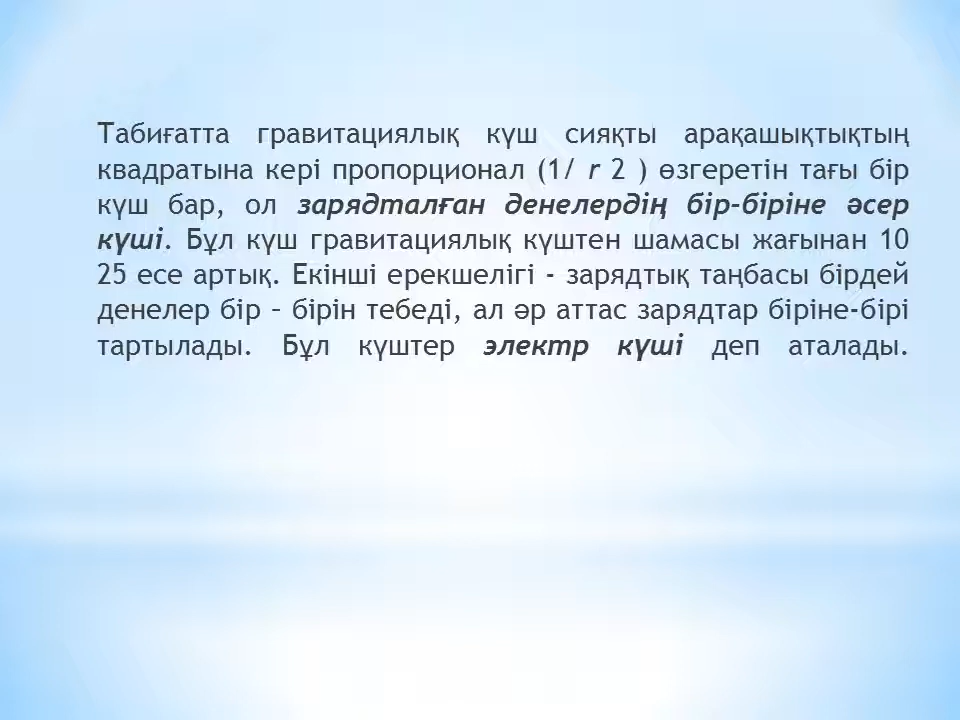 Табиғатта гравитациялық күш сияқты арақашықтықтың
квадратына кері пропорционал (1/ r 2 ) өзгеретін тағы бір
күш бар, ол зарядталған денелердің бір-біріне әсер
күші. Бұл күш гравитациялық күштен шамасы жағынан 10
25 есе артық. Екінші ерекшелігі - зарядтық таңбасы бірдей
денелер бір – бірін тебеді, ал әр аттас зарядтар біріне-бірі
тартылады. Бұл күштер электр күші деп аталады.